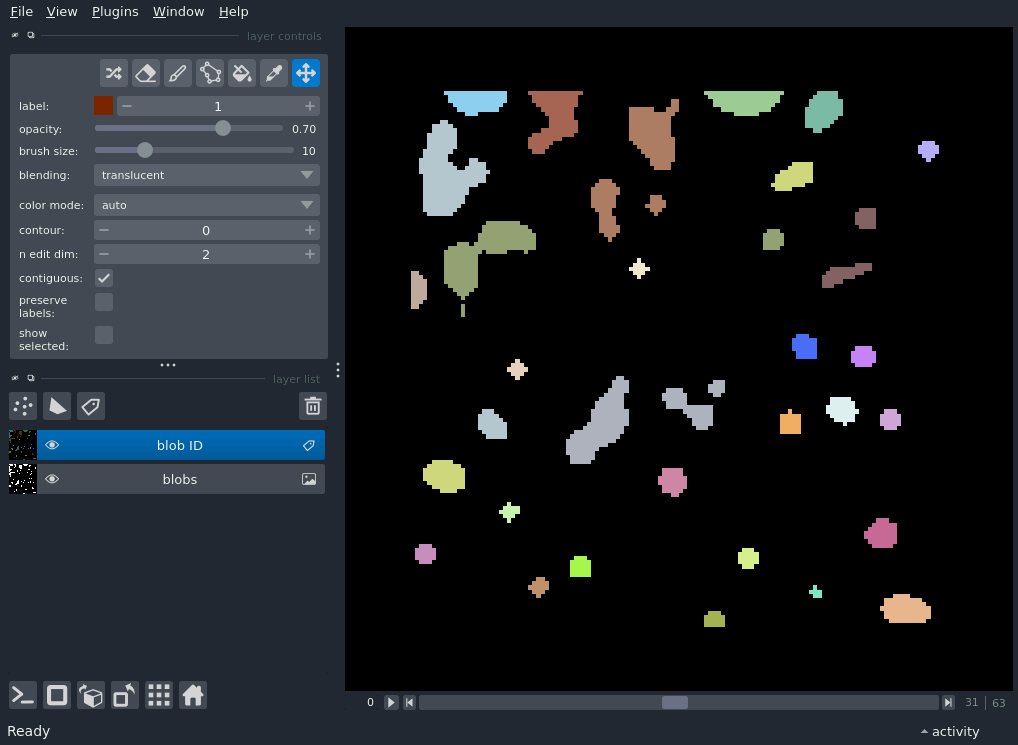 File View Plugins Window Help
layer controls
label: 1
opacity: 0.70
brush size: 10
blending: translucent
color mode: auto
contour: 0
n edit dim: 2
contiguous:
preserve
labels:
show
selected:
layer list
blob ID
blobs
0 31 | 63
Ready activity